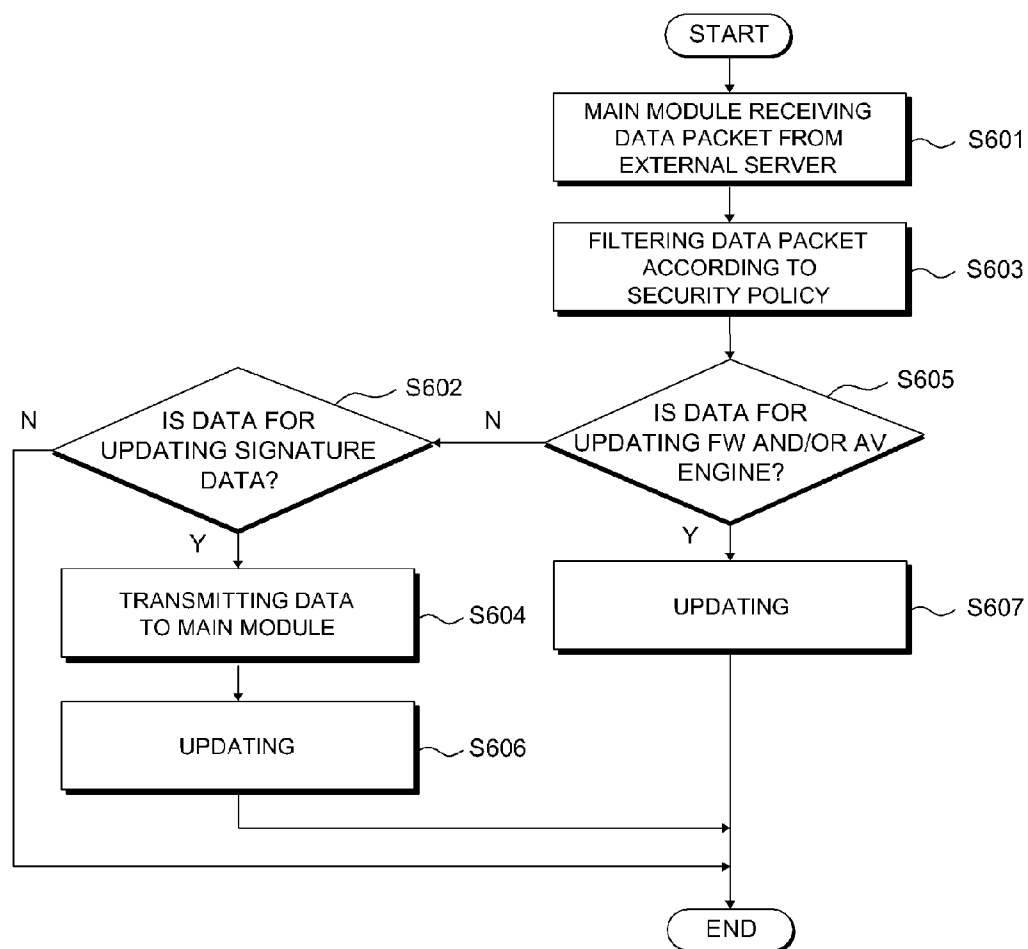 START
MAIN MODULE RECEIVING
DATA PACKET FROM
EXTERNAL SERVER
S601
FILTERING DATA PACKET
ACCORDING TO
SECURITY POLICY
S603
S605
IS DATA FOR
UPDATING FW AND/OR AV
ENGINE?
N
Y
S602
IS DATA FOR
UPDATING SIGNATURE
DATA?
N
Y
TRANSMITTING DATA
TO MAIN MODULE
S604
UPDATING
S606
UPDATING
S607
END